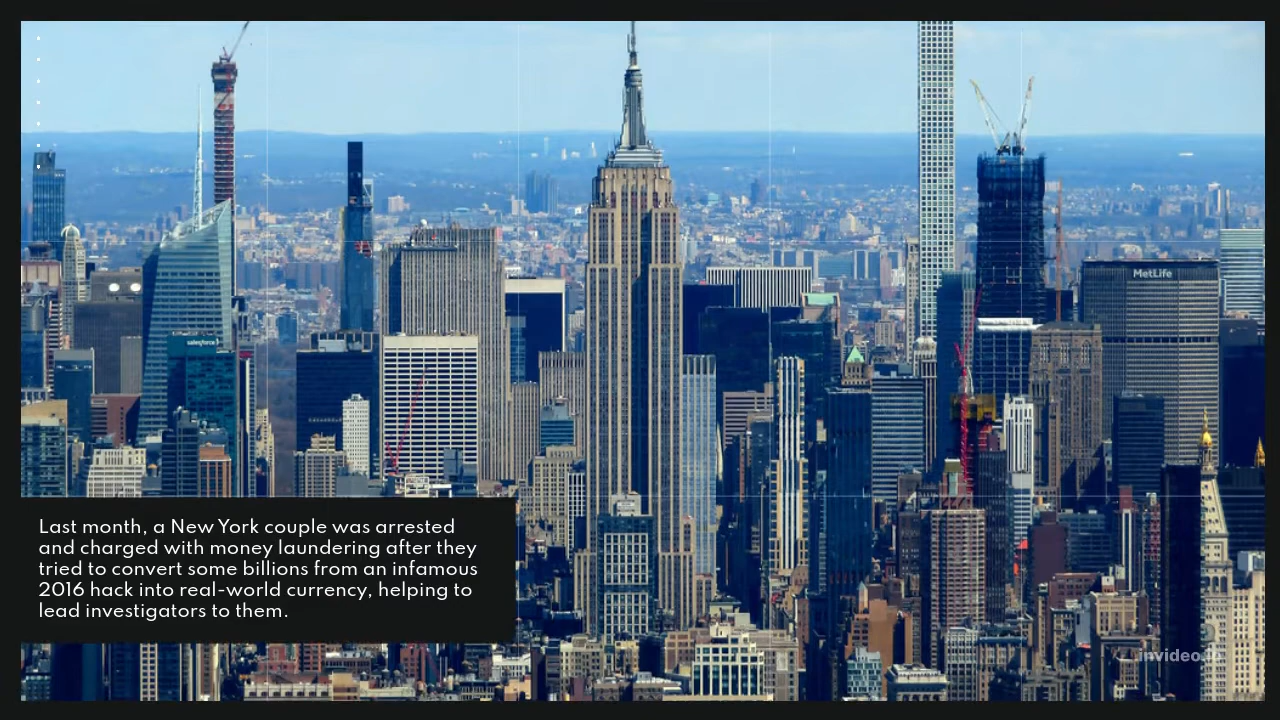 salesforce
MetLife
Last month, a New York couple was arrested
and charged with money laundering after they
tried to convert some billions from an infamous
2016 hack into real-world currency, helping to
lead investigators to them.
invideo.io